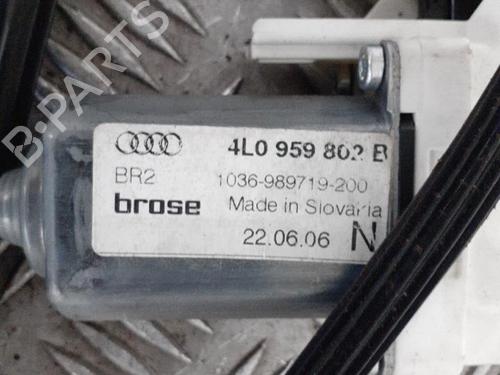 4L0 959 802 B
BR2 1036-989719-200
brose Made in Slovakia
22.06.06 N
B-PARTS